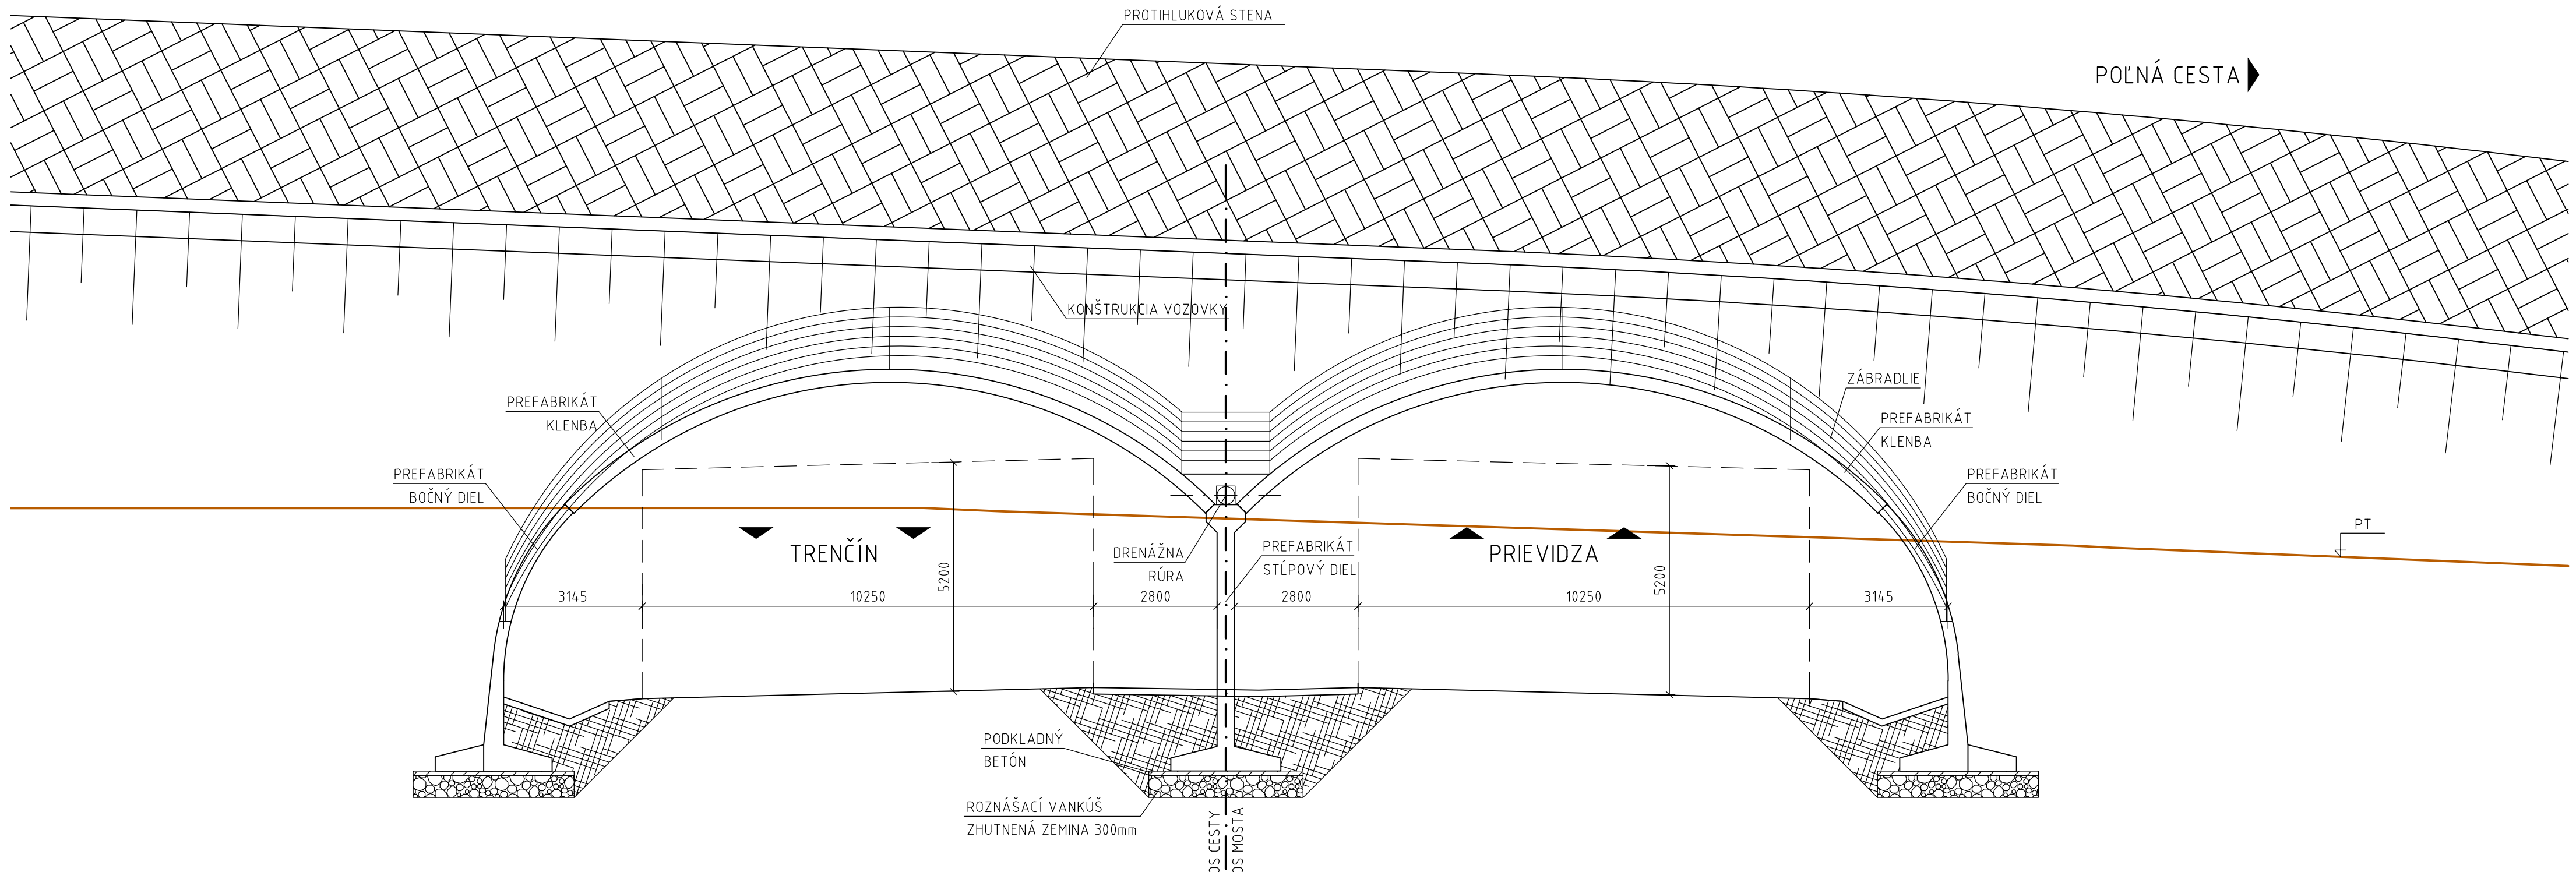 PROTIHLUKOVÁ STENA
POĽNÁ CESTA
KONŠTRUKCIA VOZOVKY
ZÁBRADLIE
PREFABRIKÁT
KLENBA
PREFABRIKÁT
KLENBA
PREFABRIKÁT
BOČNÝ DIEL
PREFABRIKÁT
BOČNÝ DIEL
PT
TRENČÍN
DRENÁŽNA
RÚRA
PREFABRIKÁT
STĹPOVÝ DIEL
PRIEVIDZA
5200
5200
3145
10250
2800
2800
10250
3145
PODKLADNÝ
BETÓN
ROZNÁŠACÍ VANKÚŠ
ZHUTNENÁ ZEMINA 300mm
OS CESTY
OS MOSTA